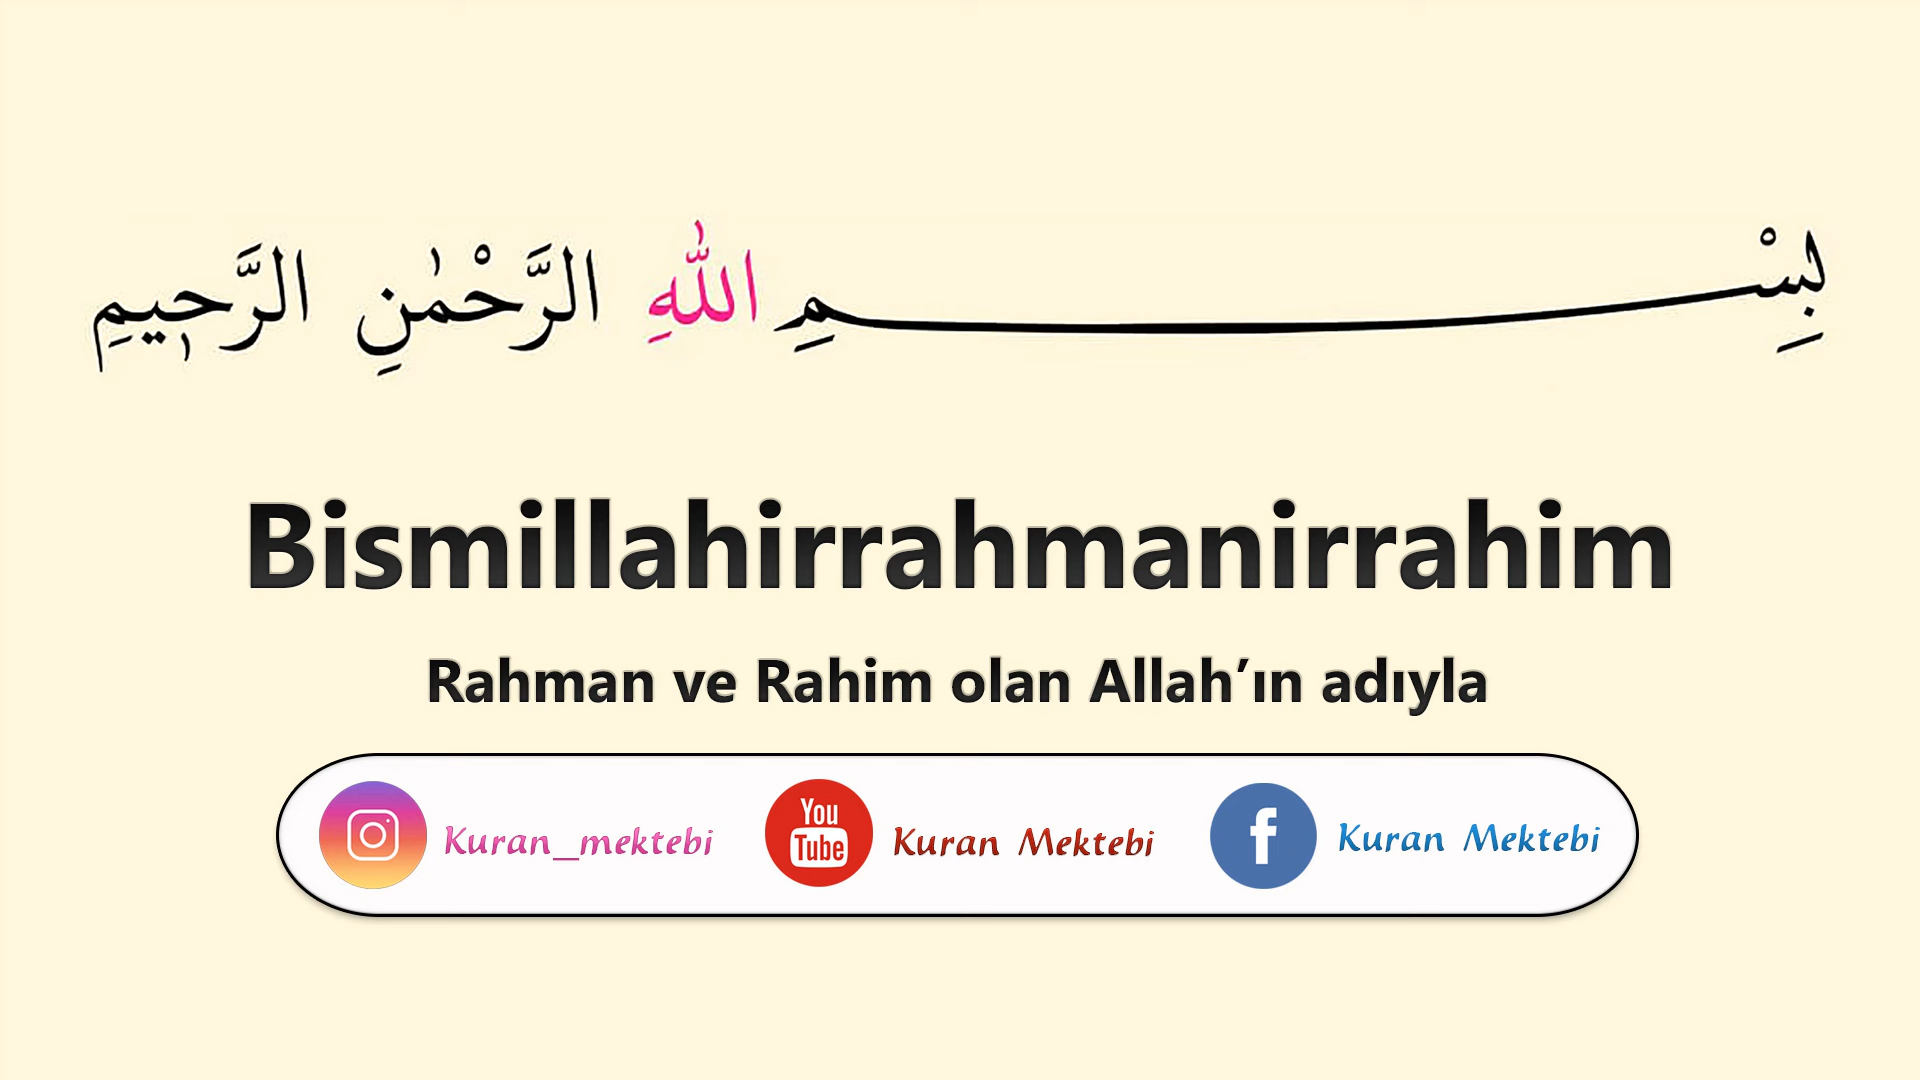 بِسْـــــــــمِ اللّٰهِ الرَّحْمٰنِ الرَّحٖيمِ
Bismillahirrahmanirrahim
Rahman ve Rahim olan Allah’ın adıyla
Kuran_mektebi You Tube Kuran Mektebi f Kuran Mektebi